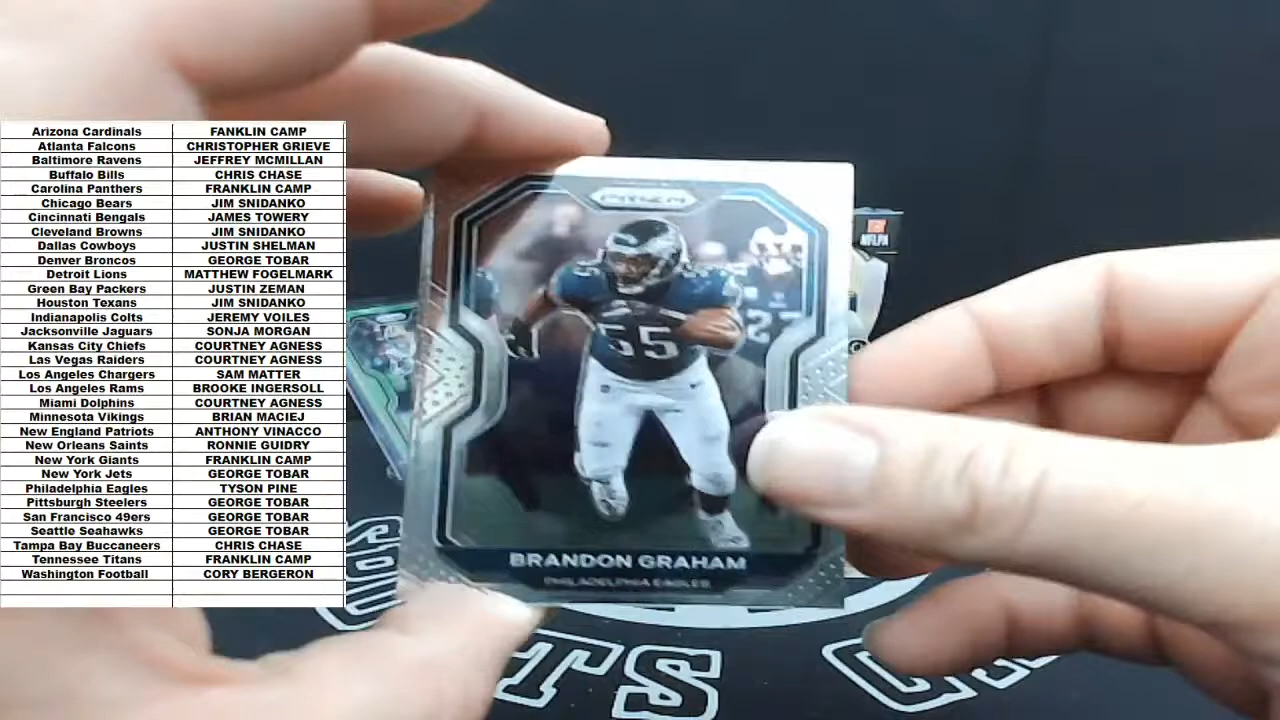 Arizona Cardinals FANKLIN CAMP
Atlanta Falcons CHRISTOPHER GRIEVE
Baltimore Ravens JEFFREY MCMILLAN
Buffalo Bills CHRIS CHASE
Carolina Panthers FRANKLIN CAMP
Chicago Bears JIM SNIDANKO
Cincinnati Bengals JAMES TOWERY
Cleveland Browns JIM SNIDANKO
Dallas Cowboys JUSTIN SHELMAN
Denver Broncos GEORGE TOBAR
Detroit Lions MATTHEW FOGELMARK
Green Bay Packers JUSTIN ZEMAN
Houston Texans JIM SNIDANKO
Indianapolis Colts JEREMY VOILES
Jacksonville Jaguars SONJA MORGAN
Kansas City Chiefs COURTNEY AGNESS
Las Vegas Raiders COURTNEY AGNESS
Los Angeles Chargers SAM MATTER
Los Angeles Rams BROOKE INGERSOLL
Miami Dolphins COURTNEY AGNESS
Minnesota Vikings BRIAN MACIEJ
New England Patriots ANTHONY VINACCO
New Orleans Saints RONNIE GUIDRY
New York Giants FRANKLIN CAMP
New York Jets GEORGE TOBAR
Philadelphia Eagles TYSON PINE
Pittsburgh Steelers GEORGE TOBAR
San Francisco 49ers GEORGE TOBAR
Seattle Seahawks GEORGE TOBAR
Tampa Bay Buccaneers CHRIS CHASE
Tennessee Titans FRANKLIN CAMP
Washington Football CORY BERGERON
PRIZM
NFLPA
55
55
2
BRANDON GRAHAM
PHILADELPHIA EAGLES
TS